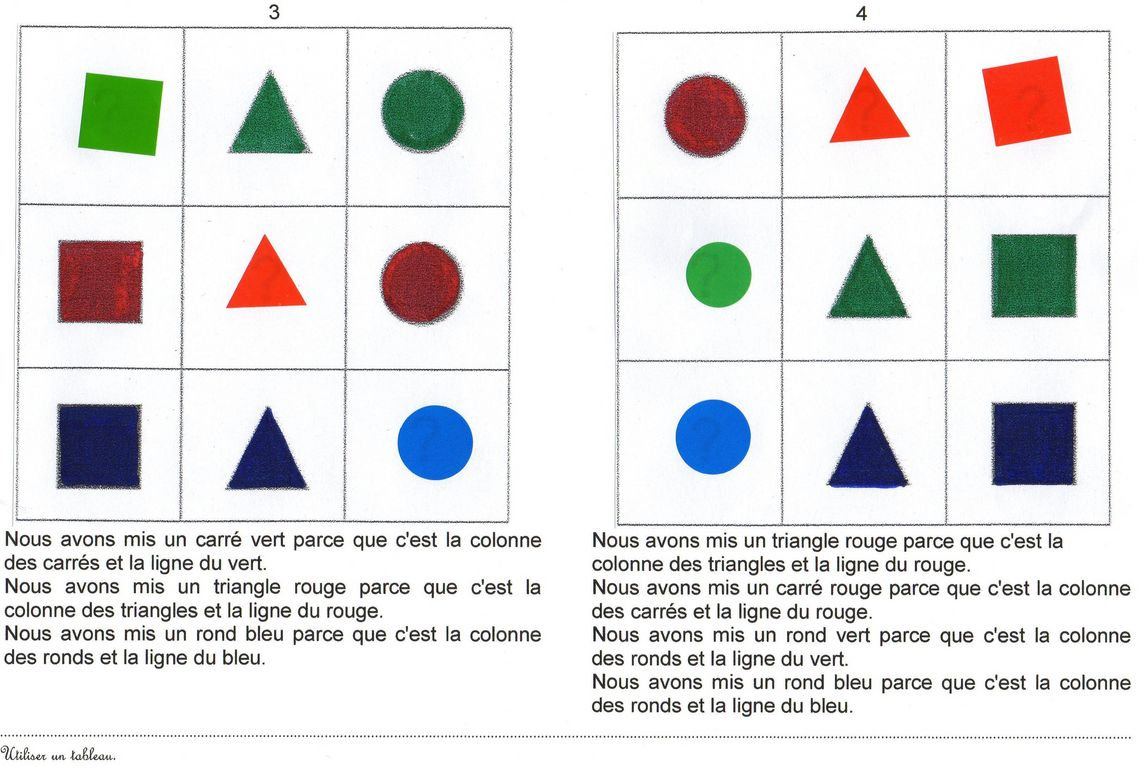 3
4
Nous avons mis un carré vert parce que c'est la colonne
des carrés et la ligne du vert.
Nous avons mis un triangle rouge parce que c'est la
colonne des triangles et la ligne du rouge.
Nous avons mis un rond bleu parce que c'est la colonne
des ronds et la ligne du bleu.
Nous avons mis un triangle rouge parce que c'est la
colonne des triangles et la ligne du rouge.
Nous avons mis un carré rouge parce que c'est la colonne
des carrés et la ligne du rouge.
Nous avons mis un rond vert parce que c'est la colonne
des ronds et la ligne du vert.
Nous avons mis un rond bleu parce que c'est la colonne
des ronds et la ligne du bleu.
Utiliser un tableau.